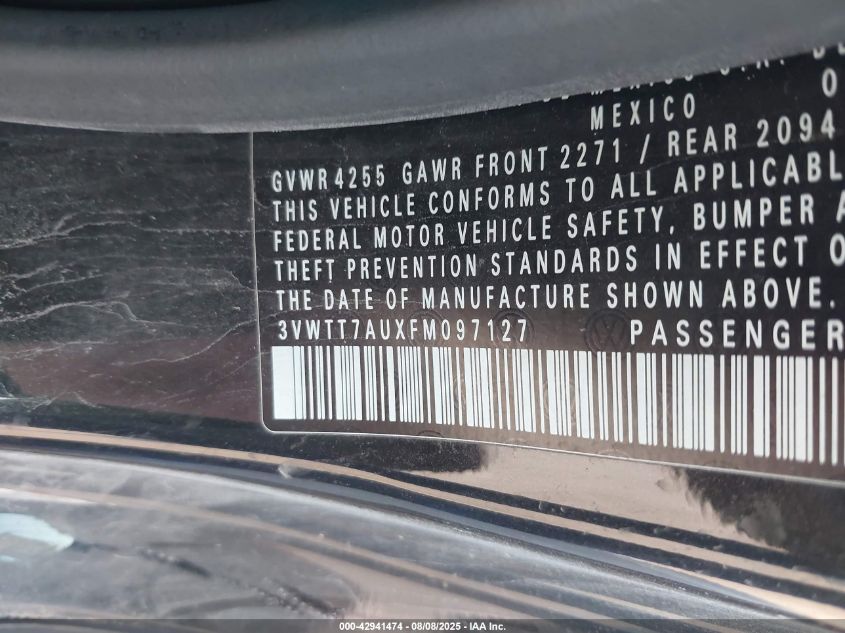 MEXICO
0
GVWR 4255 GAWR FRONT 2271 / REAR 2094
THIS VEHICLE CONFORMS TO ALL APPLICABL
FEDERAL MOTOR VEHICLE SAFETY, BUMPER A
THEFT PREVENTION STANDARDS IN EFFECT O
THE DATE OF MANUFACTURE SHOWN ABOVE.
3VWTT7AUXFM097127 PASSENGER
000-42941474 - 08/08/2025 - IAA Inc.